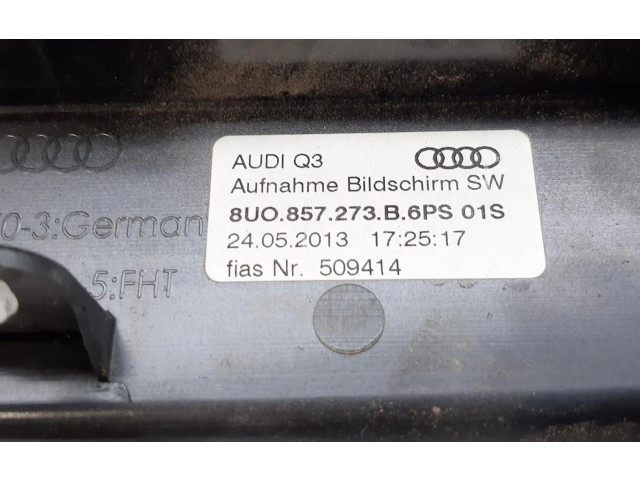 AUDI Q3
Aufnahme Bildschirm SW
8UO.857.273.B.6PS 01S
24.05.2013 17:25:17
fias Nr. 509414
0-3:German
5:FHT